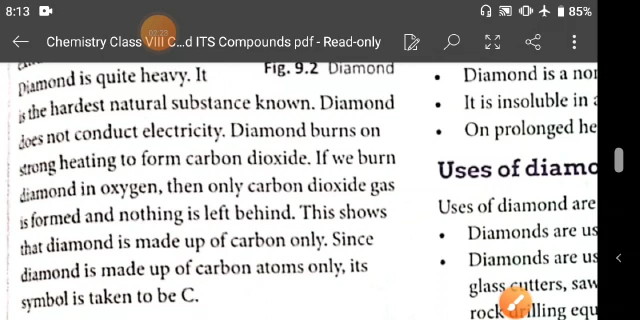 8:13
85%
02:23
Chemistry Class VIII C...d ITS Compounds pdf - Read-only
Diamond is quite heavy. It
Fig. 9.2 Diamond
is the hardest natural substance known. Diamond
does not conduct electricity. Diamond burns on
strong heating to form carbon dioxide. If we burn
diamond in oxygen, then only carbon dioxide gas
is formed and nothing is left behind. This shows
that diamond is made up of carbon only. Since
diamond is made up of carbon atoms only, its
symbol is taken to be C.
• Diamond is a non
• It is insoluble in
• On prolonged he
Uses of diamo
Uses of diamond are
• Diamonds are us
• Diamonds are us
glass cutters, saw
rock drilling equ